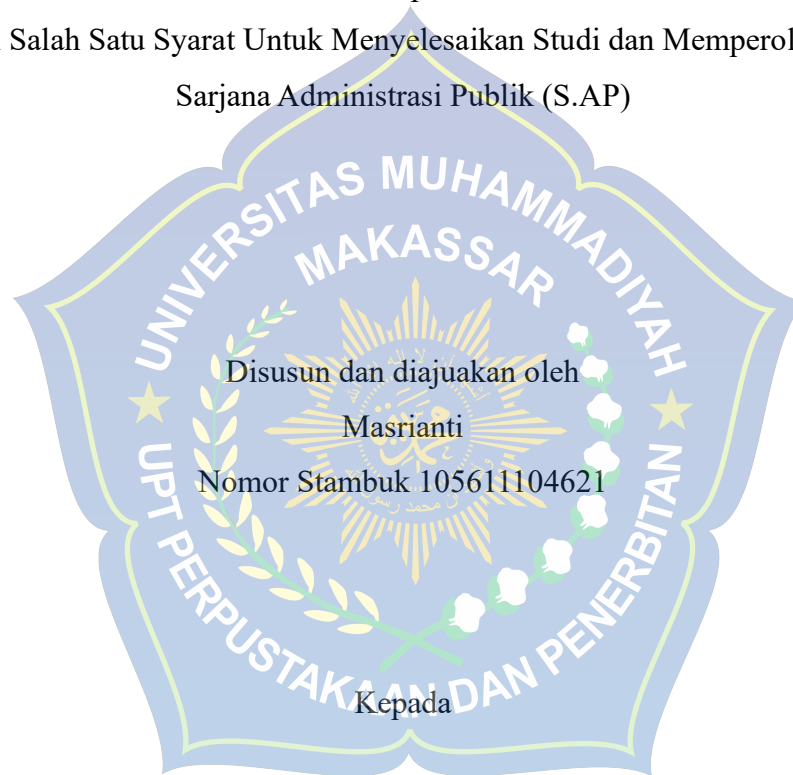 Salah Satu Syarat Untuk Menyelesaikan Studi dan Memperol
Sarjana Administrasi Publik (S.AP)
UNIVERSITAS MUHAMMADIYAH
MAKASSAR
Disusun dan diajuakan oleh
Masrianti
Nomor Stambuk 105611104621
UPT PERPUSTAKAAN DAN PENERBITAN
Kepada